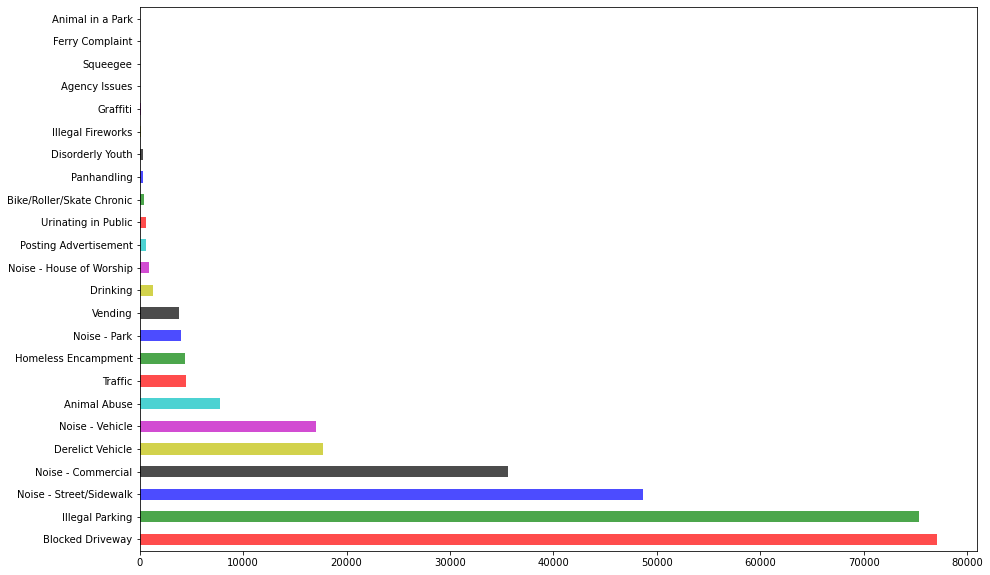 Animal in a Park
Ferry Complaint
Squeegee
Agency Issues
Graffiti
Illegal Fireworks
Disorderly Youth
Panhandling
Bike/Roller/Skate Chronic
Urinating in Public
Posting Advertisement
Noise - House of Worship
Drinking
Vending
Noise - Park
Homeless Encampment
Traffic
Animal Abuse
Noise - Vehicle
Derelict Vehicle
Noise - Commercial
Noise - Street/Sidewalk
Illegal Parking
Blocked Driveway
0 10000 20000 30000 40000 50000 60000 70000 80000